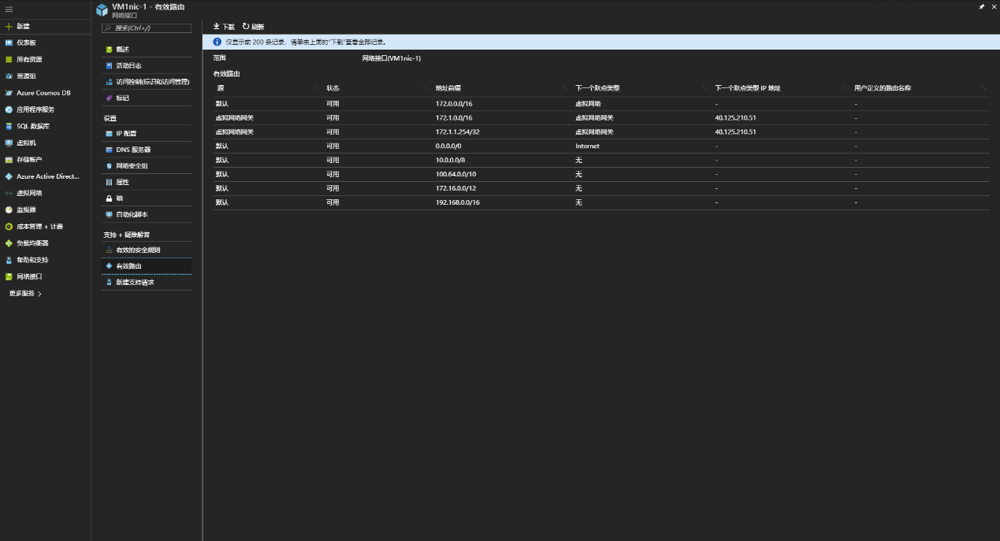 VM1nic-1 - 有效路由
网络接口
新建
仪表板
所有资源
资源组
Azure Cosmos DB
应用程序服务
SQL 数据库
虚拟机
存储帐户
Azure Active Direct...
虚拟网络
监视器
成本管理 + 计费
负载均衡器
帮助和支持
网络接口
更多服务 >
搜索(Ctrl+/)
概述
活动日志
访问控制(标识和访问管理)
标记
设置
IP 配置
DNS 服务器
网络安全组
属性
锁
自动化脚本
支持 + 疑难解答
有效的安全规则
有效路由
新建支持请求
下载 刷新
仅显示前 200 条记录，请单击上面的"下载"查看全部记录。
范围 网络接口(VM1nic-1)
有效路由
源 状态 地址前缀 下一个跃点类型 下一个跃点类型 IP 地址 用户定义的路由名称
默认 可用 172.0.0.0/16 虚拟网络 - -
虚拟网络网关 可用 172.1.0.0/16 虚拟网络网关 40.125.210.51 -
虚拟网络网关 可用 172.1.1.254/32 虚拟网络网关 40.125.210.51 -
默认 可用 0.0.0.0/0 Internet - -
默认 可用 10.0.0.0/8 无 - -
默认 可用 100.64.0.0/10 无 - -
默认 可用 172.16.0.0/12 无 - -
默认 可用 192.168.0.0/16 无 - -